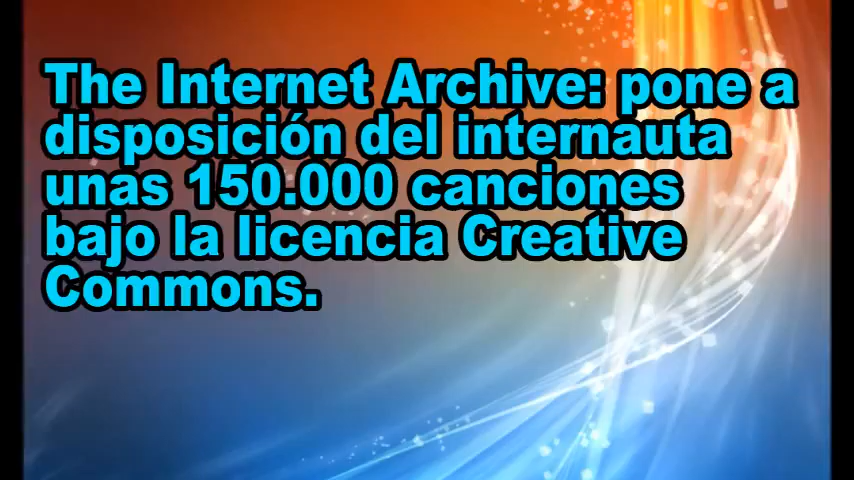 The Internet Archive: pone a
disposición del internauta
unas 150.000 canciones
bajo la licencia Creative
Commons.